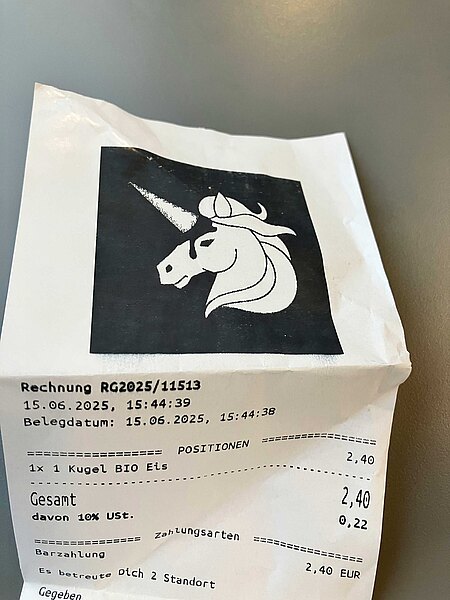 Rechnung RG2025/11513
15.06.2025, 15:44:39
Belegdatum: 15.06.2025, 15:44:38
================ POSITIONEN ================
1x 1 Kugel BIO Eis 2,40
Gesamt 2,40
davon 10% USt. 0,22
================ Zahlungsarten ================
Barzahlung 2,40 EUR
Es betreute Dich 2 Standort
Gegeben